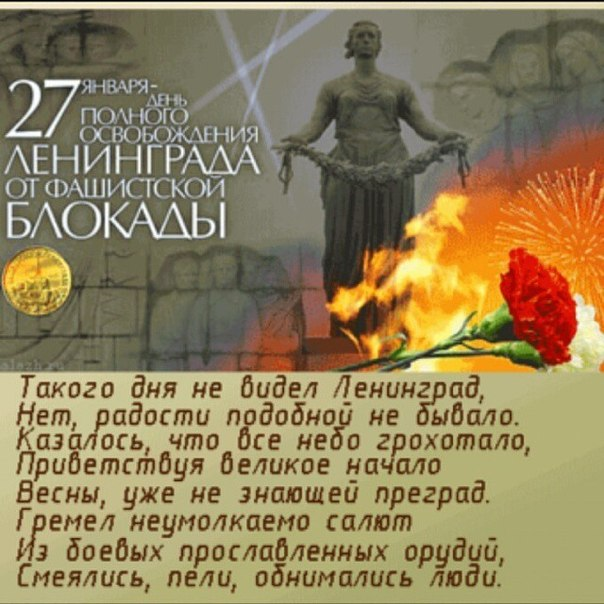 27 ЯНВАРЯ-
ДЕНЬ
ПОЛНОГО
ОСВОБОЖДЕНИЯ
ЛЕНИНГРАДА
ОТ ФАШИСТСКОЙ
БЛОКАДЫ
Такого дня не видел Ленинград,
Нет, радости подобной не бывало.
Казалось, что все небо грохотало,
Приветствуя великое начало
Весны, уже не знающей преград.
Гремел неумолкаемо салют
Из боевых прославленных орудий,
Смеялись, пели, обнимались люди.